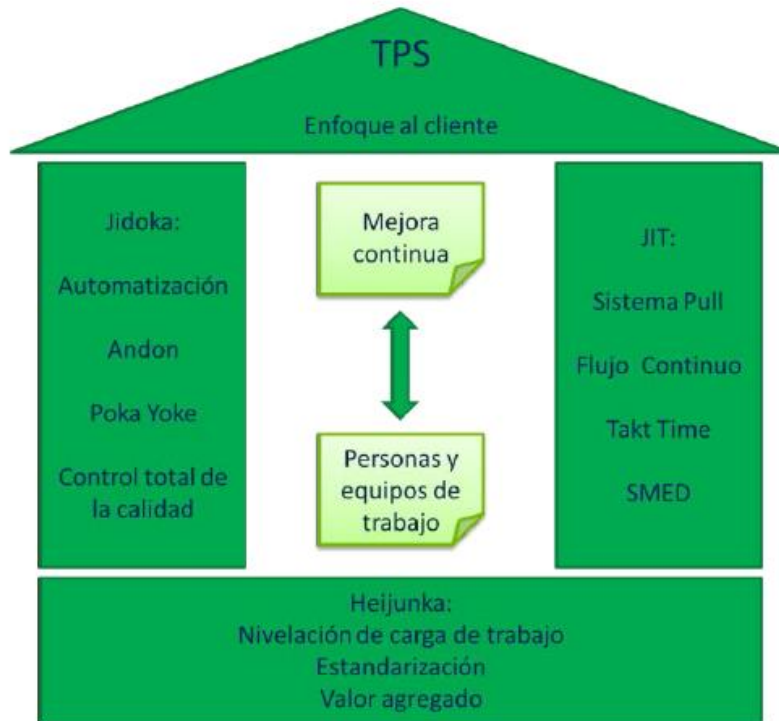 TPS
Enfoque al cliente
Jidoka:
Automatización
Andon
Poka Yoke
Control total de
la calidad
Mejora
continua
Personas y
equipos de
trabajo
JIT:
Sistema Pull
Flujo Continuo
Takt Time
SMED
Heijunka:
Nivelación de carga de trabajo
Estandarización
Valor agregado